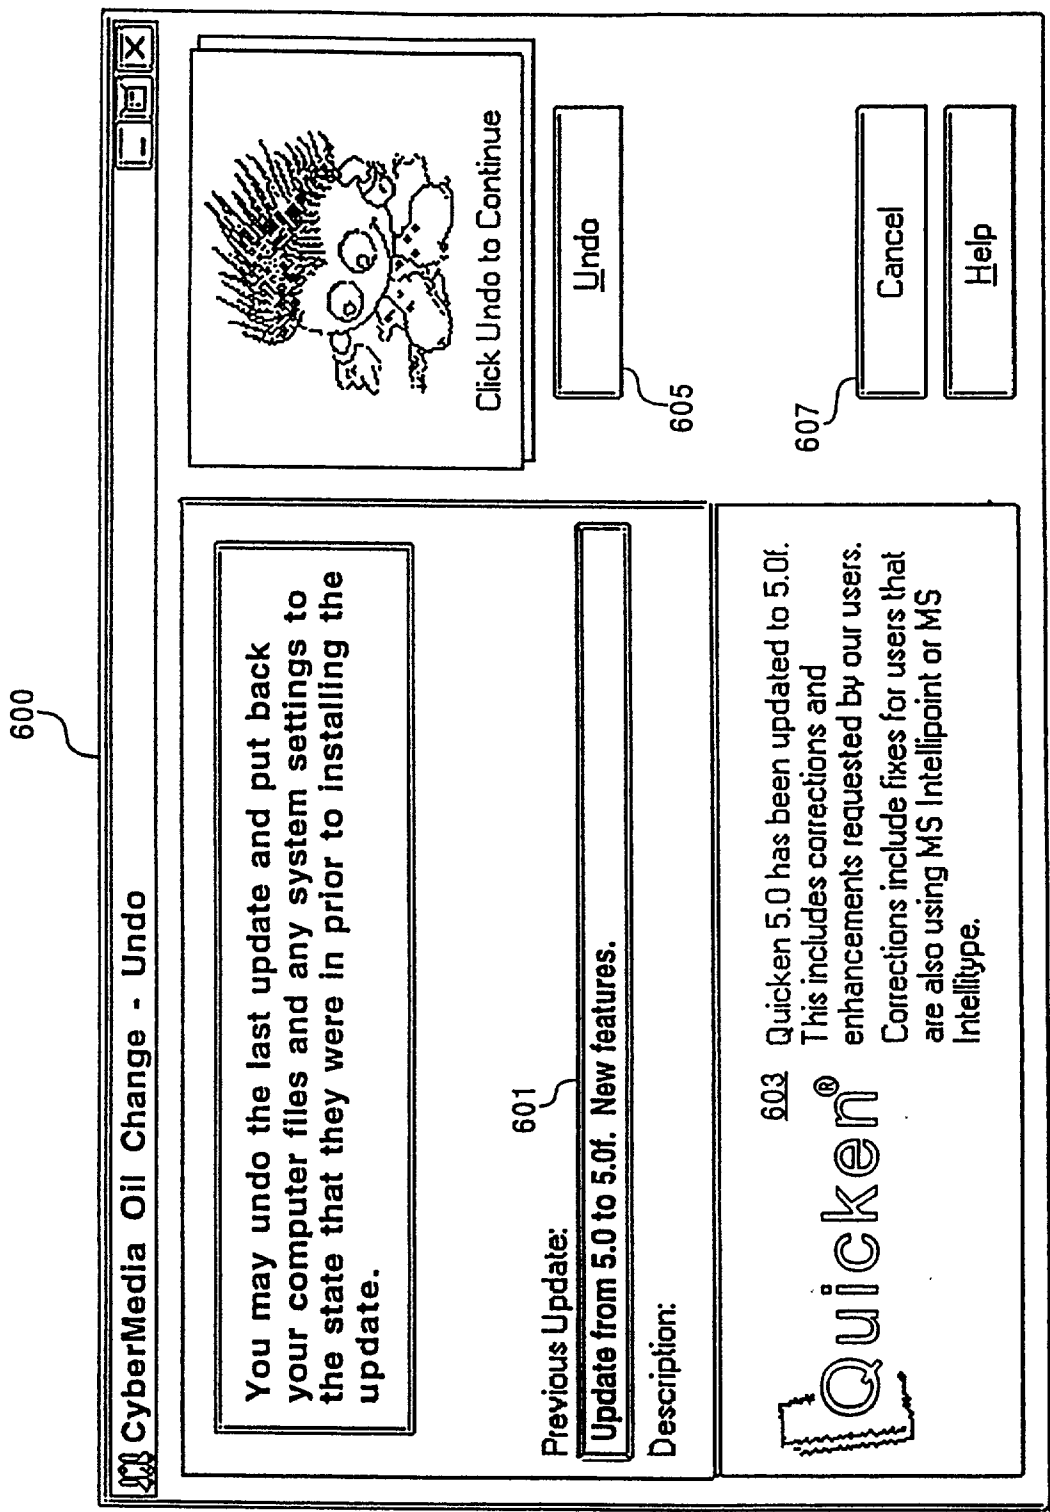 600
CyberMedia Oil Change - Undo
You may undo the last update and put back
your computer files and any system settings to
the state that they were in prior to installing the
update.
601
Previous Update:
Update from 5.0 to 5.0f. New features.
Description:
Quicken®
603
Quicken 5.0 has been updated to 5.0f.
This includes corrections and
enhancements requested by our users.
Corrections include fixes for users that
are also using MS Intellipoint or MS
Intellitype.
Click Undo to Continue
Undo
605
607
Cancel
Help